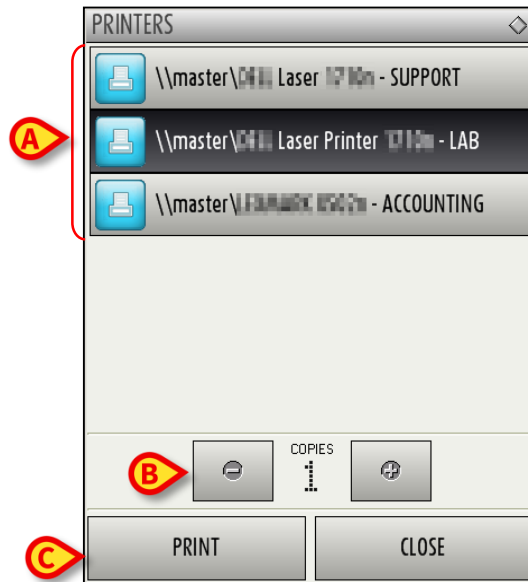 PRINTERS
\\master\ Laser - SUPPORT
A
\\master\ Laser Printer - LAB
\\master\ - ACCOUNTING
COPIES
B
1
PRINT
CLOSE
C